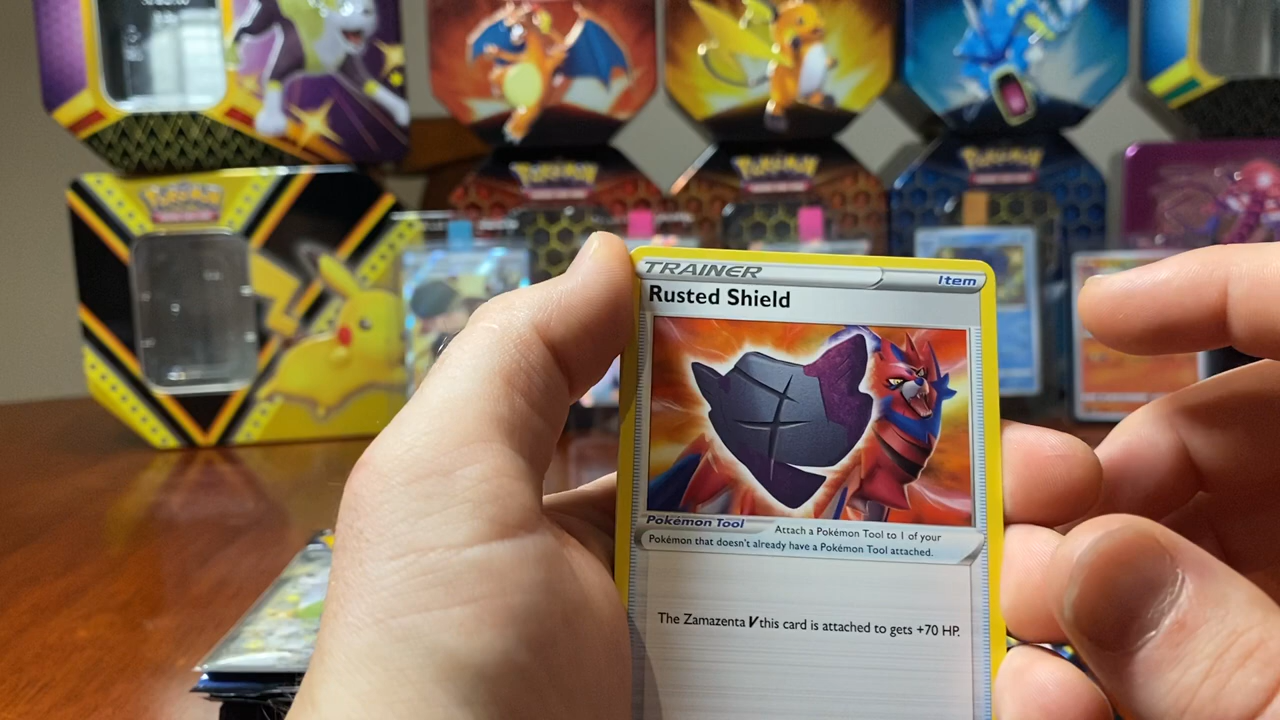 Pokémon
Pokémon
Pokémon
Pokémon
TRAINER
Item
Rusted Shield
Pokémon Tool
Attach a Pokémon Tool to 1 of your
Pokémon that doesn't already have a Pokémon Tool attached.
The Zamazenta V this card is attached to gets +70 HP.